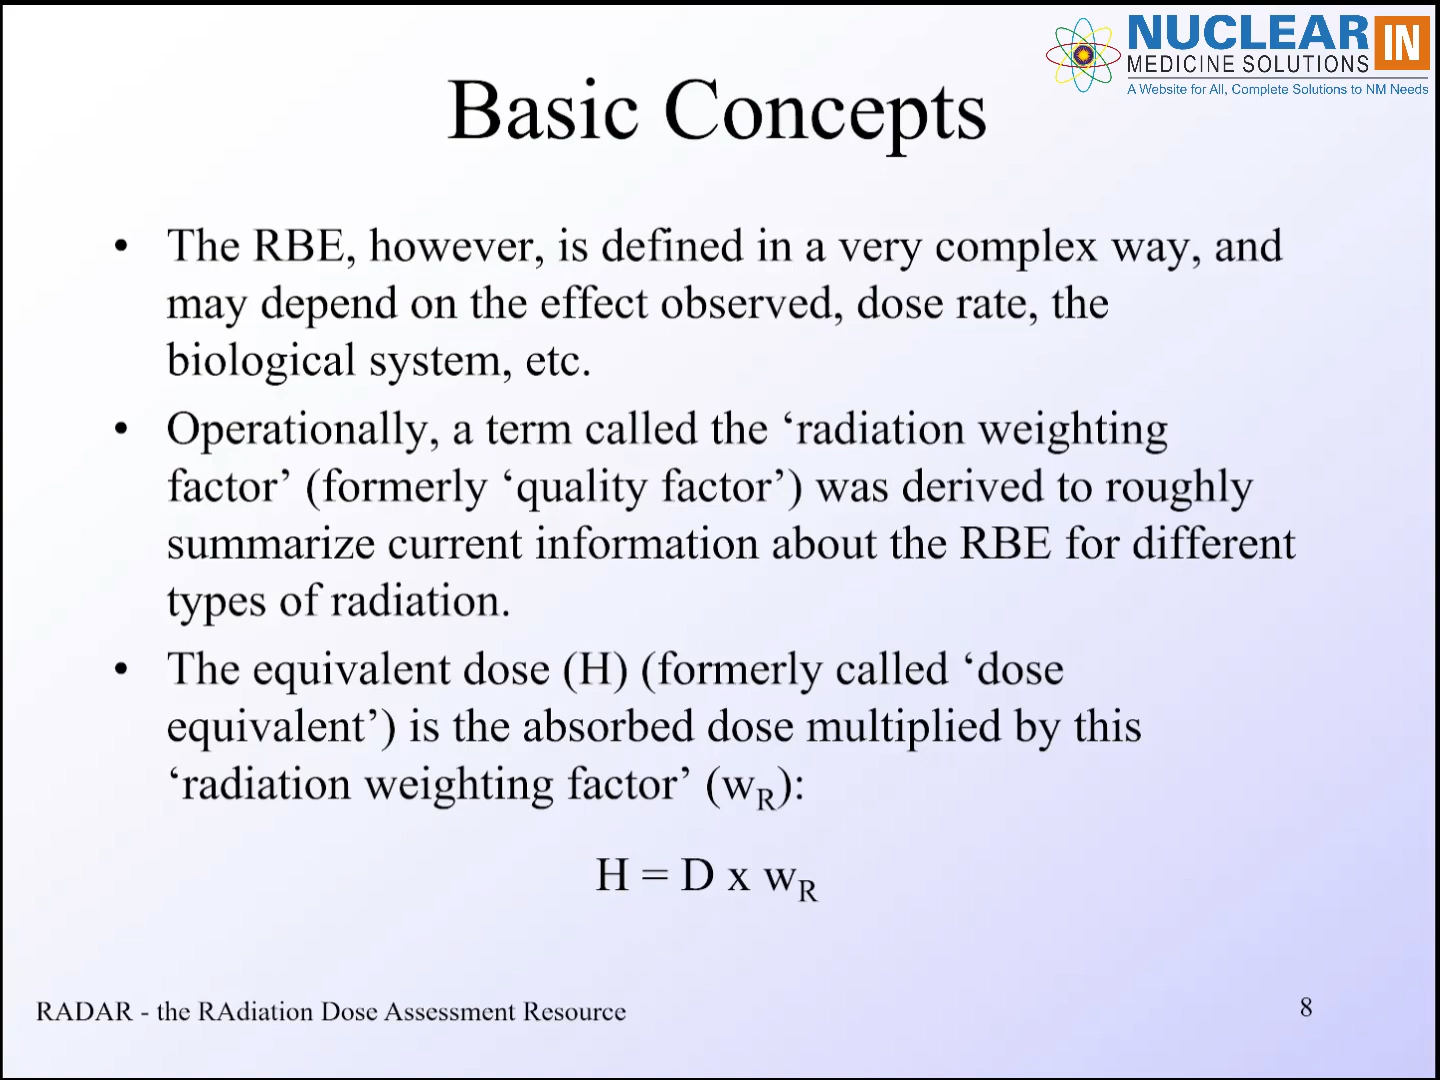 NUCLEAR IN
MEDICINE SOLUTIONS
A Website for All, Complete Solutions to NM Needs
Basic Concepts
• The RBE, however, is defined in a very complex way, and
may depend on the effect observed, dose rate, the
biological system, etc.
• Operationally, a term called the ‘radiation weighting
factor’ (formerly ‘quality factor’) was derived to roughly
summarize current information about the RBE for different
types of radiation.
• The equivalent dose (H) (formerly called ‘dose
equivalent’) is the absorbed dose multiplied by this
‘radiation weighting factor’ (wR):
H = D x wR
RADAR - the RAdiation Dose Assessment Resource
8